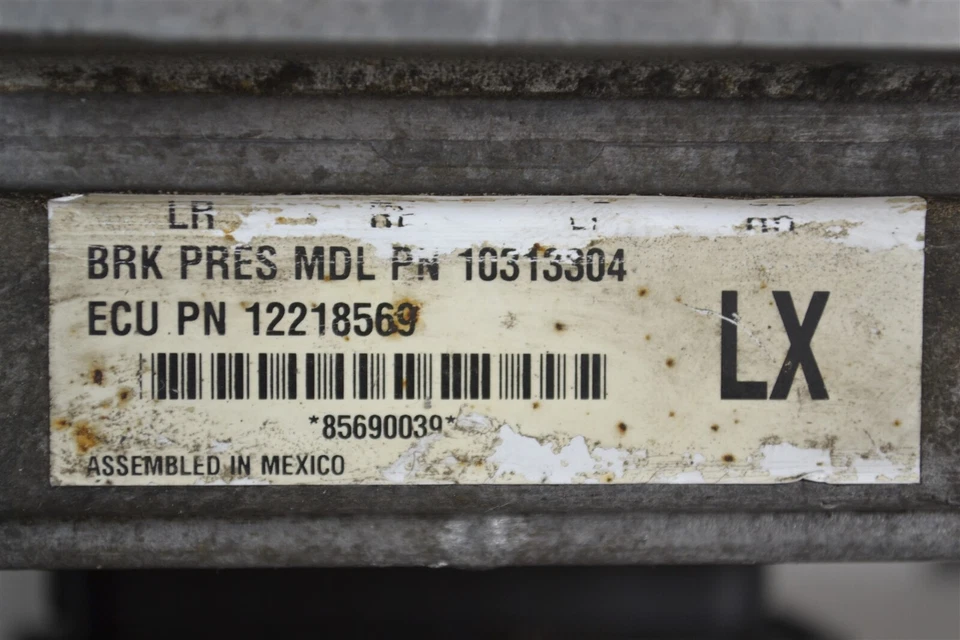 LR
BRK PRES MDL PN 10313304
ECU PN 12218569
LX
*85690039*
ASSEMBLED IN MEXICO